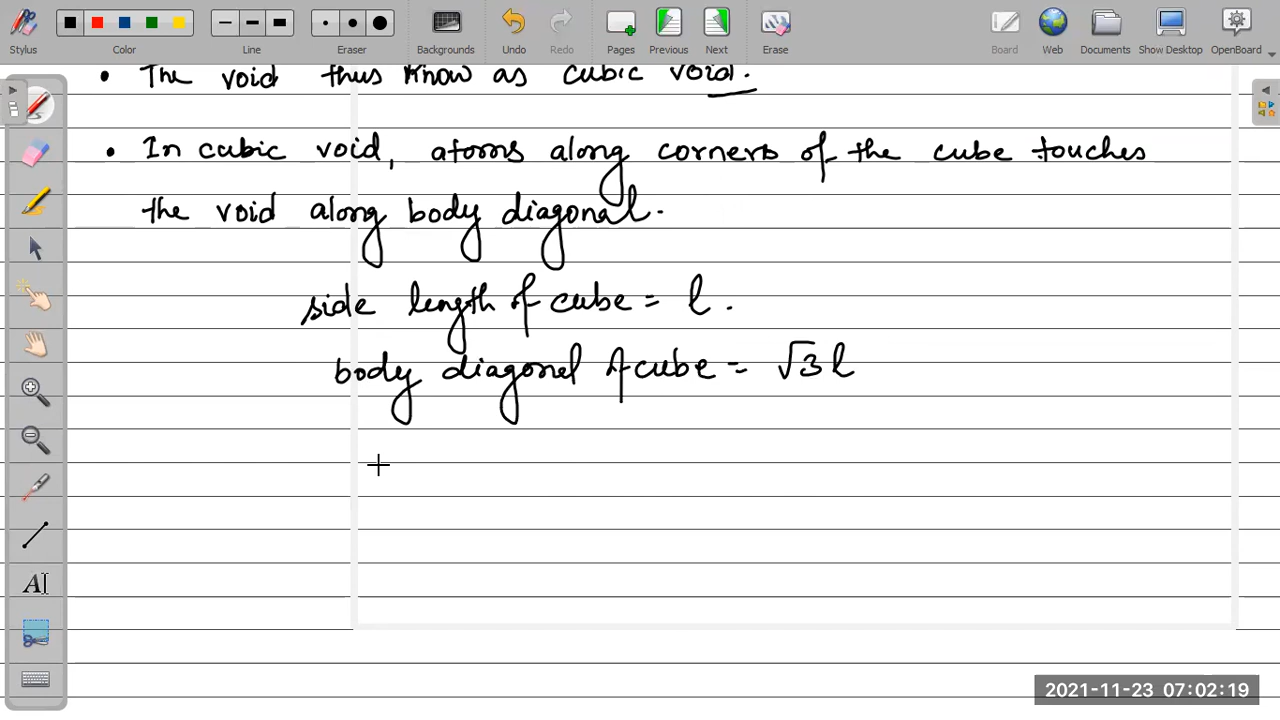 Stylus Color Line Eraser Backgrounds Undo Redo Pages Previous Next Erase Board Web Documents Show Desktop OpenBoard
• The void thus know as cubic void.
• In cubic void, atoms along corners of the cube touches
the void along body diagonal.
side length of cube = l.
body diagonal of cube = √3 l
AI
2021-11-23 07:02:19